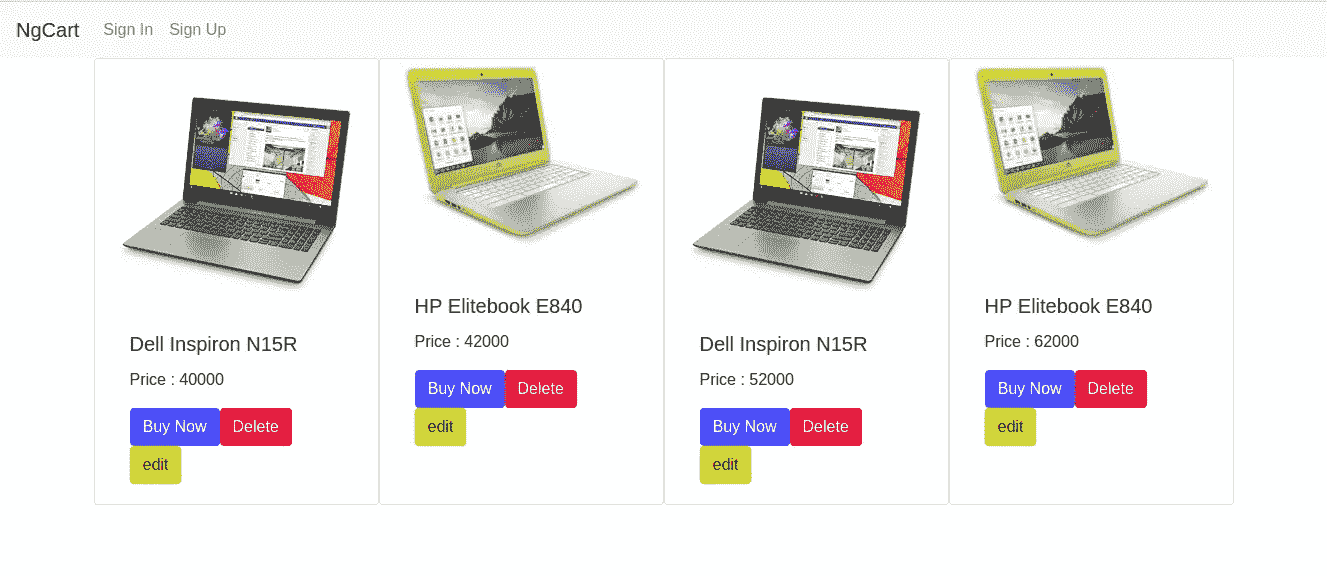 NgCart Sign In Sign Up
Dell Inspiron N15R
Price : 40000
Buy Now Delete
edit
HP Elitebook E840
Price : 42000
Buy Now Delete
edit
Dell Inspiron N15R
Price : 52000
Buy Now Delete
edit
HP Elitebook E840
Price : 62000
Buy Now Delete
edit